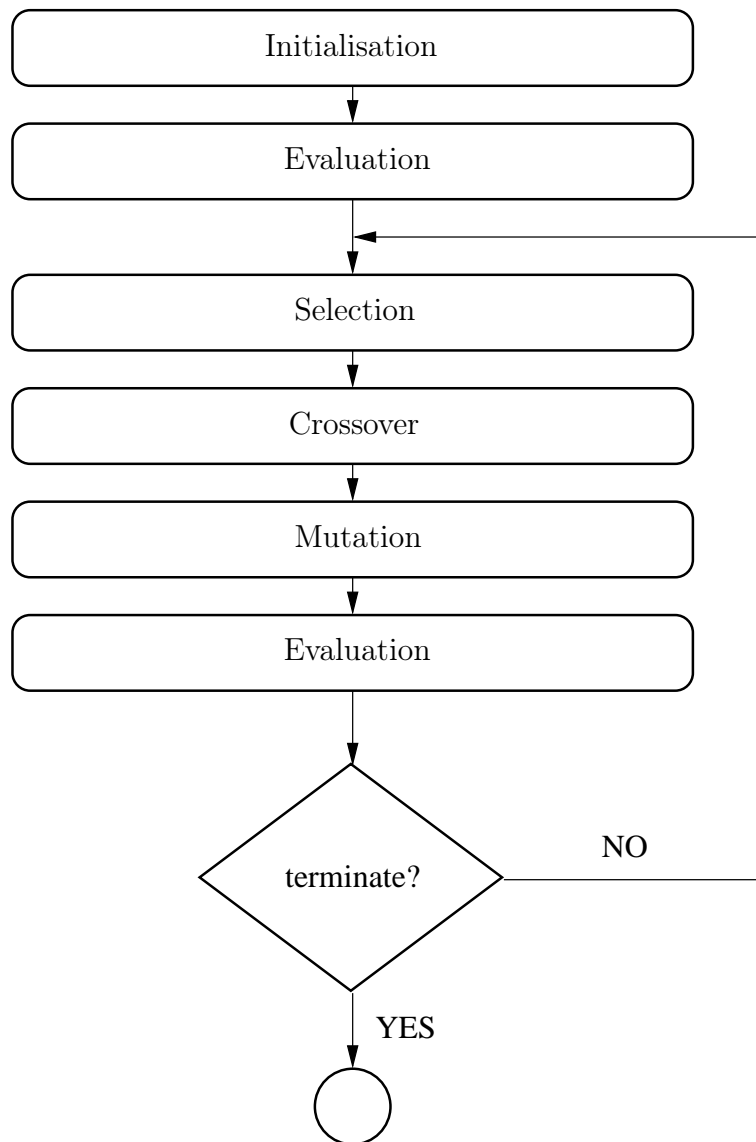 Initialisation
Evaluation
Selection
Crossover
Mutation
Evaluation
terminate?
NO
YES